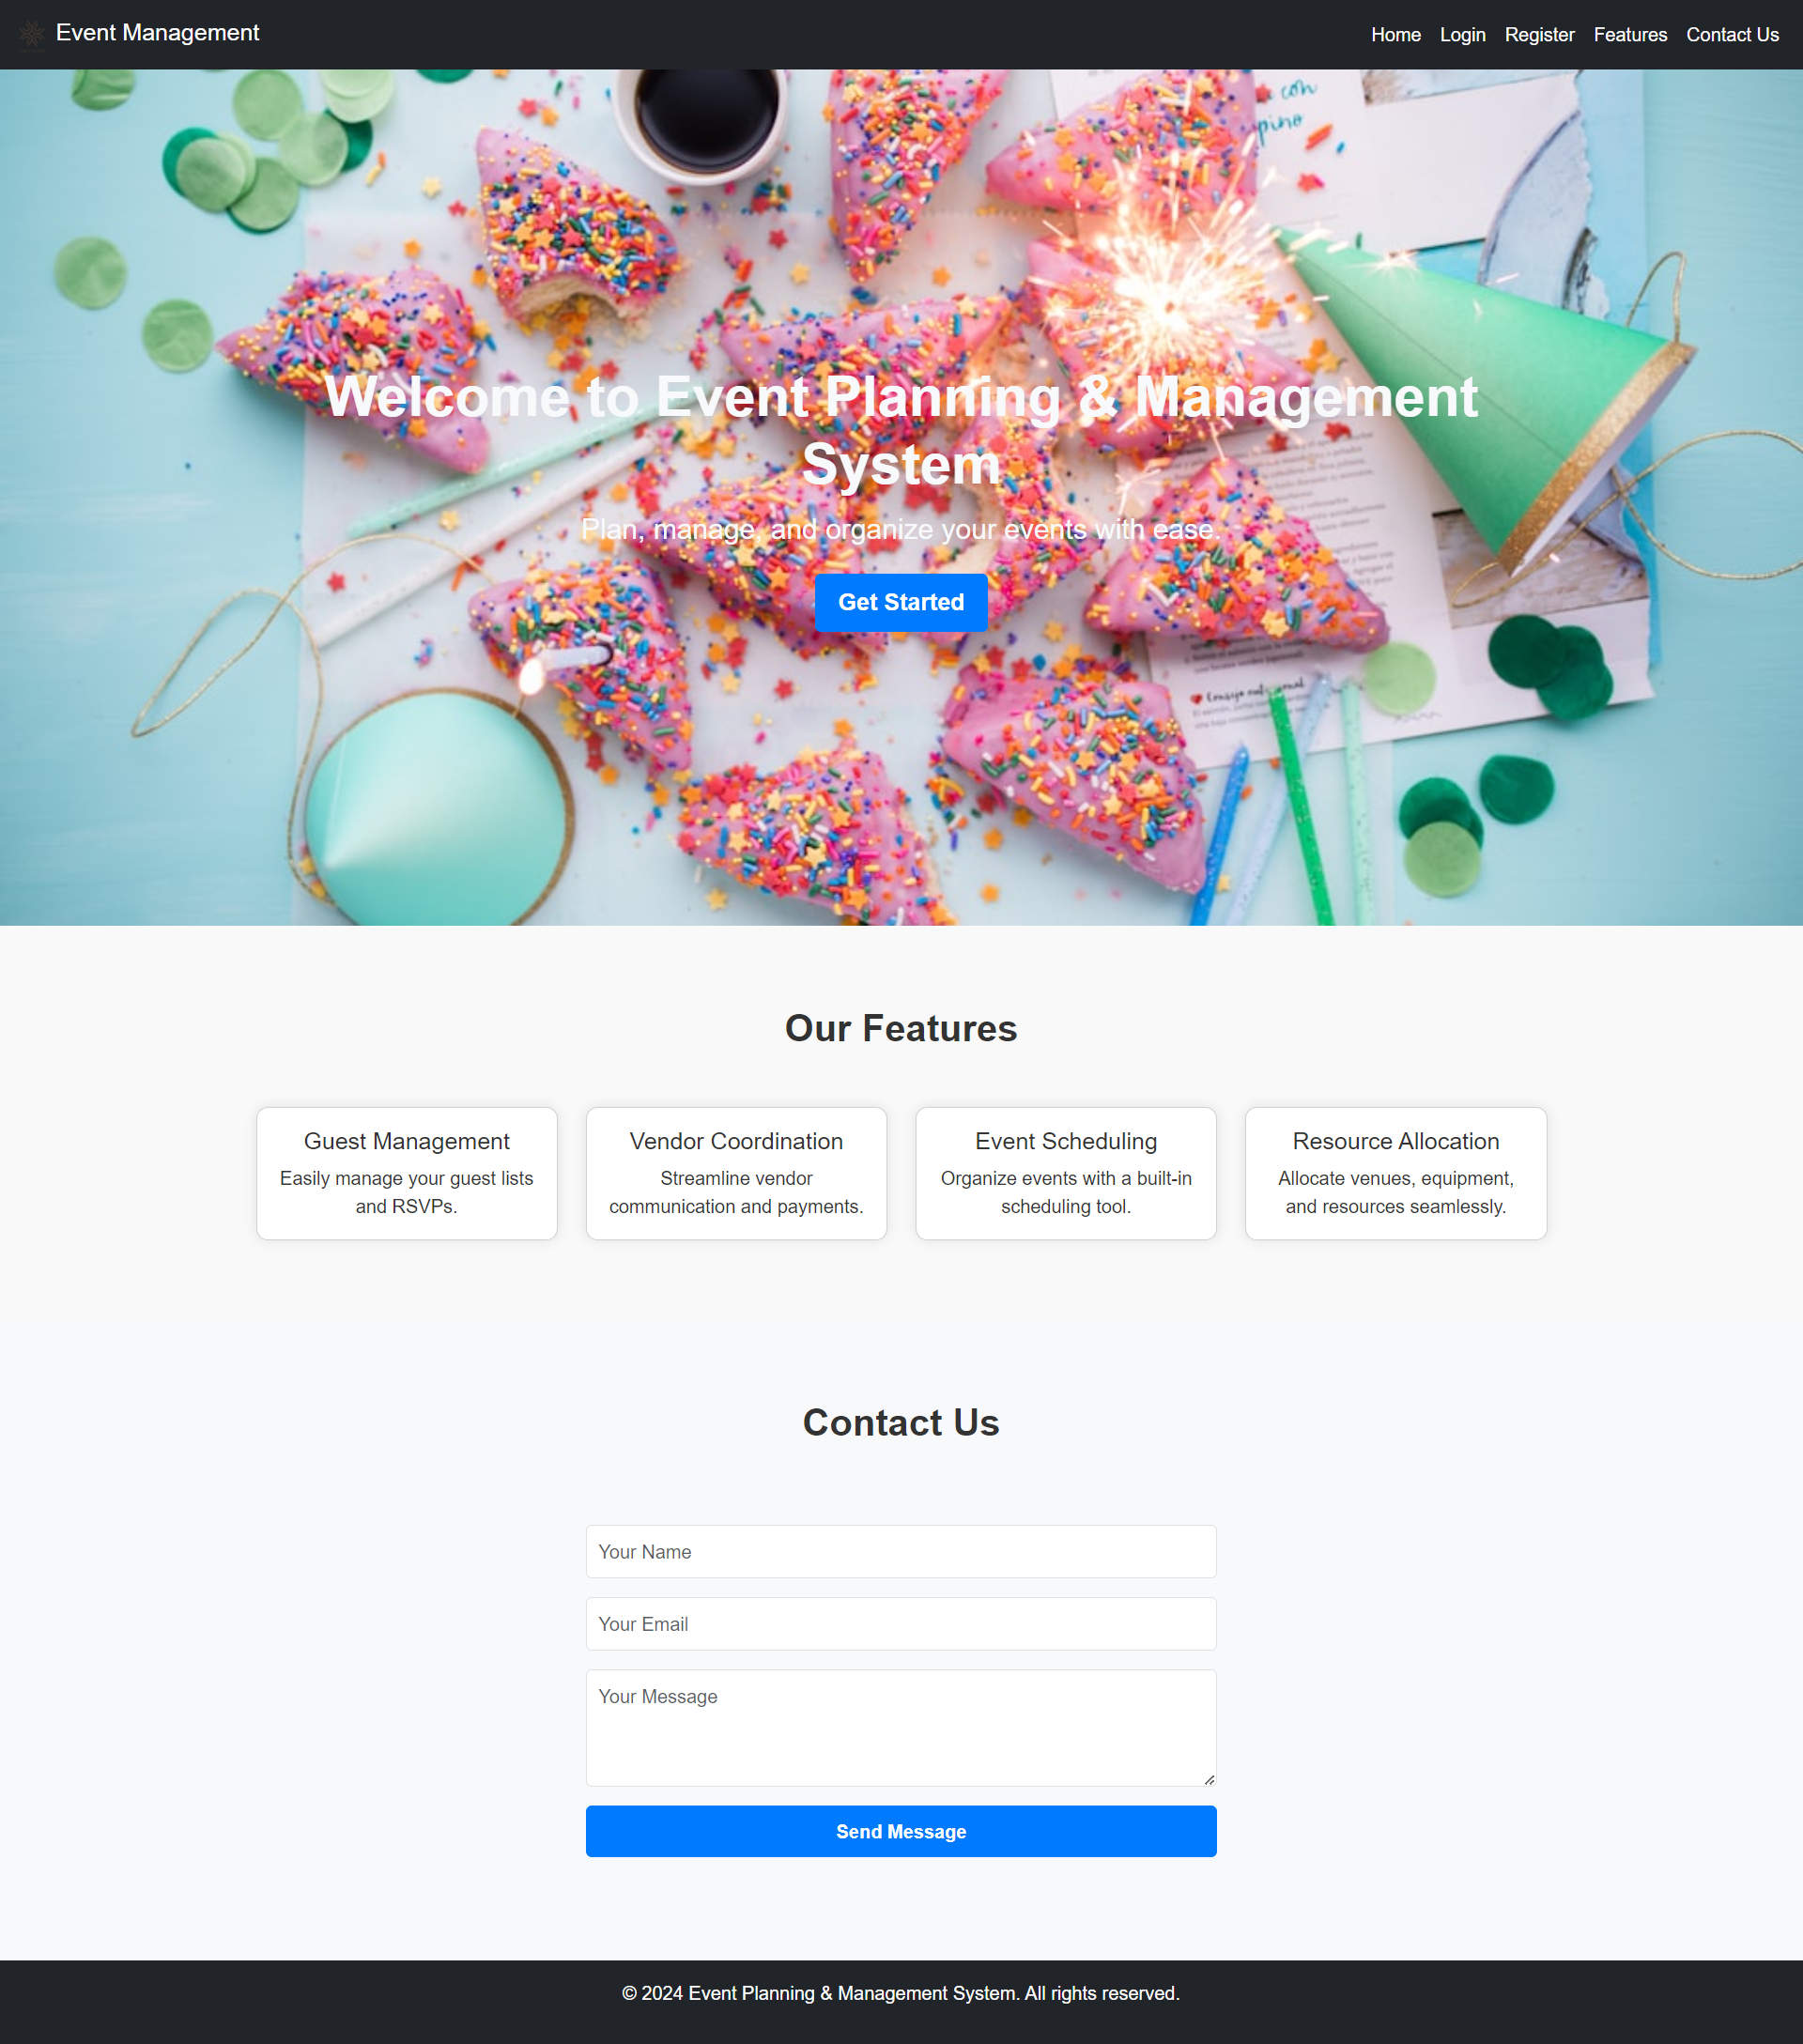 Event Management
Home Login Register Features Contact Us
con
pino
Welcome to Event Planning & Management
System
Plan, manage, and organize your events with ease.
Get Started
Our Features
Guest Management
Easily manage your guest lists
and RSVPs.
Vendor Coordination
Streamline vendor
communication and payments.
Event Scheduling
Organize events with a built-in
scheduling tool.
Resource Allocation
Allocate venues, equipment,
and resources seamlessly.
Contact Us
Your Name
Your Email
Your Message
Send Message
© 2024 Event Planning & Management System. All rights reserved.